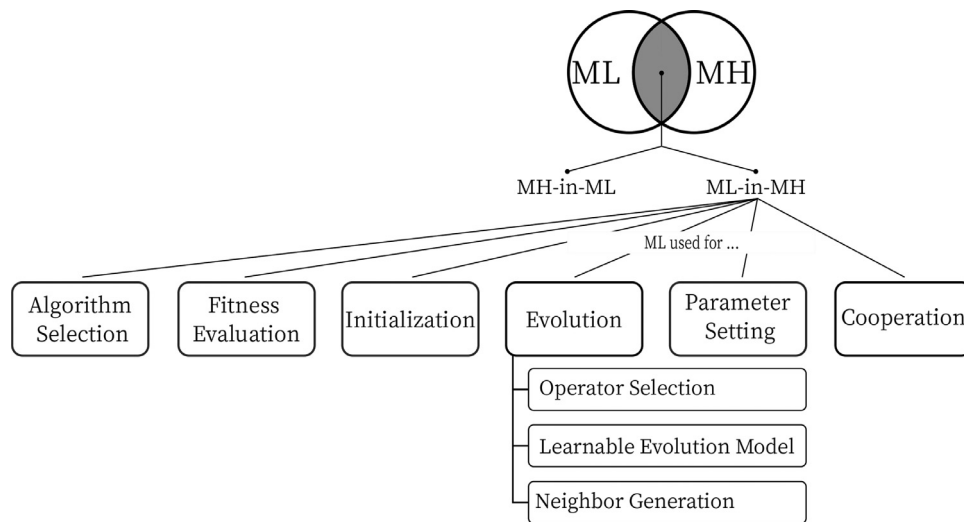 ML
MH
MH-in-ML
ML-in-MH
ML used for ...
Algorithm
Selection
Fitness
Evaluation
Initialization
Evolution
Parameter
Setting
Cooperation
Operator Selection
Learnable Evolution Model
Neighbor Generation